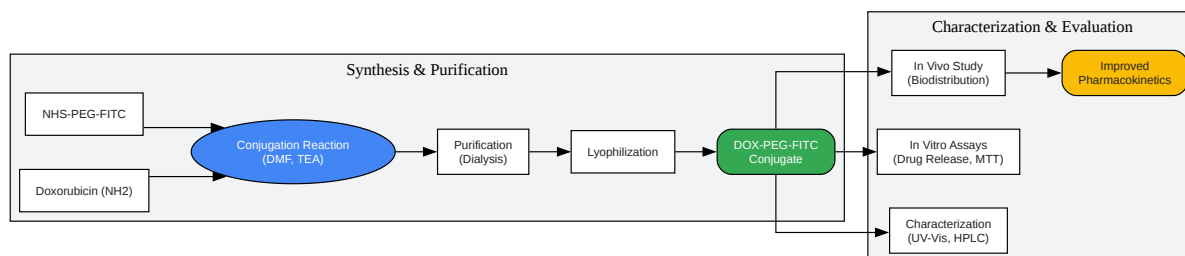 Synthesis & Purification
NHS-PEG-FITC
Doxorubicin (NH2)
Conjugation Reaction
(DMF, TEA)
Purification
(Dialysis)
Lyophilization
DOX-PEG-FITC
Conjugate
Characterization & Evaluation
In Vivo Study
(Biodistribution)
Improved
Pharmacokinetics
In Vitro Assays
(Drug Release, MTT)
Characterization
(UV-Vis, HPLC)